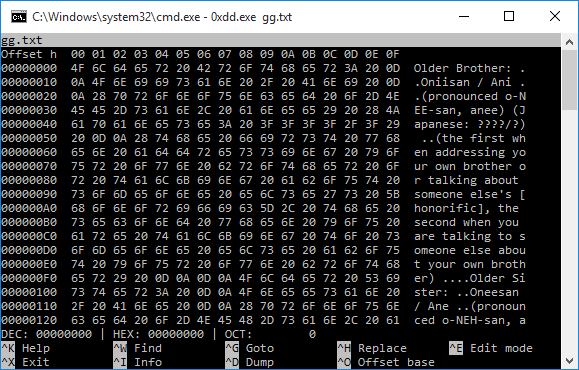 C:\Windows\system32\cmd.exe - 0xdd.exe  gg.txt
gg.txt
Offset h  00 01 02 03 04 05 06 07 08 09 0A 0B 0C 0D 0E 0F
00000000  4F 6C 64 65 72 20 42 72 6F 74 68 65 72 3A 20 0D  Older Brother: .
00000010  0A 4F 6E 69 69 73 61 6E 20 2F 20 41 6E 69 20 0D  .Oniisan / Ani .
00000020  0A 28 70 72 6F 6E 6F 75 6E 63 65 64 20 6F 2D 4E  .(pronounced o-N
00000030  45 45 2D 73 61 6E 2C 20 61 6E 65 65 29 20 28 4A  EE-san, anee) (J
00000040  61 70 61 6E 65 73 65 3A 20 3F 3F 3F 3F 2F 3F 29  apanese: ????/?)
00000050  20 0D 0A 28 74 68 65 20 66 69 72 73 74 20 77 68   ..(the first wh
00000060  65 6E 20 61 64 64 72 65 73 73 69 6E 67 20 79 6F  en addressing yo
00000070  75 72 20 6F 77 6E 20 62 72 6F 74 68 65 72 20 6F  ur own brother o
00000080  72 20 74 61 6C 6B 69 6E 67 20 61 62 6F 75 74 20  r talking about
00000090  73 6F 6D 65 6F 6E 65 20 65 6C 73 65 27 73 20 5B  someone else's [
000000A0  68 6F 6E 6F 72 69 66 69 63 5D 2C 20 74 68 65 20  honorific], the
000000B0  73 65 63 6F 6E 64 20 77 68 65 6E 20 79 6F 75 20  second when you
000000C0  61 72 65 20 74 61 6C 6B 69 6E 67 20 74 6F 20 73  are talking to s
000000D0  6F 6D 65 6F 6E 65 20 65 6C 73 65 20 61 62 6F 75  omeone else abou
000000E0  74 20 79 6F 75 72 20 6F 77 6E 20 62 72 6F 74 68  t your own broth
000000F0  65 72 29 20 0D 0A 0D 0A 4F 6C 64 65 72 20 53 69  er) ....Older Si
00000100  73 74 65 72 3A 20 0D 0A 4F 6E 65 65 73 61 6E 20  ster: ..Oneesan
00000110  2F 20 41 6E 65 20 0D 0A 28 70 72 6F 6E 6F 75 6E  / Ane ..(pronoun
00000120  63 65 64 20 6F 2D 4E 45 48 2D 73 61 6E 2C 20 61  ced o-NEH-san, a
DEC: 00000000 | HEX: 00000000 | OCT:        0
^K Help  ^W Find  ^G Goto  ^H Replace  ^E Edit mode
^X Exit  ^I Info  ^D Dump  ^O Offset base